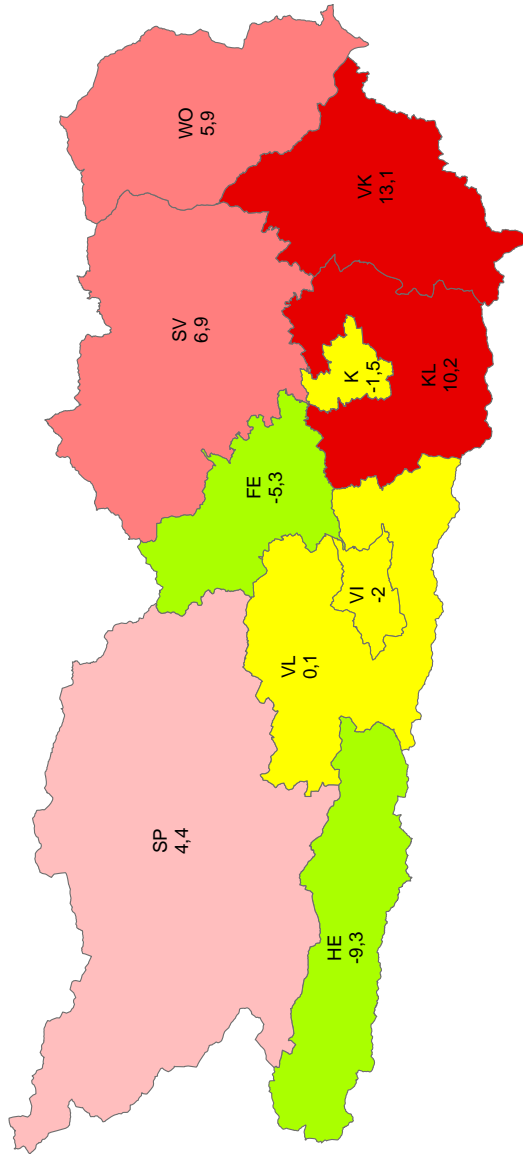 SP
4,4
HE
-9,3
VL
0,1
VI
-2
FE
-5,3
SV
6,9
K
-1,5
KL
10,2
WO
5,9
VK
13,1